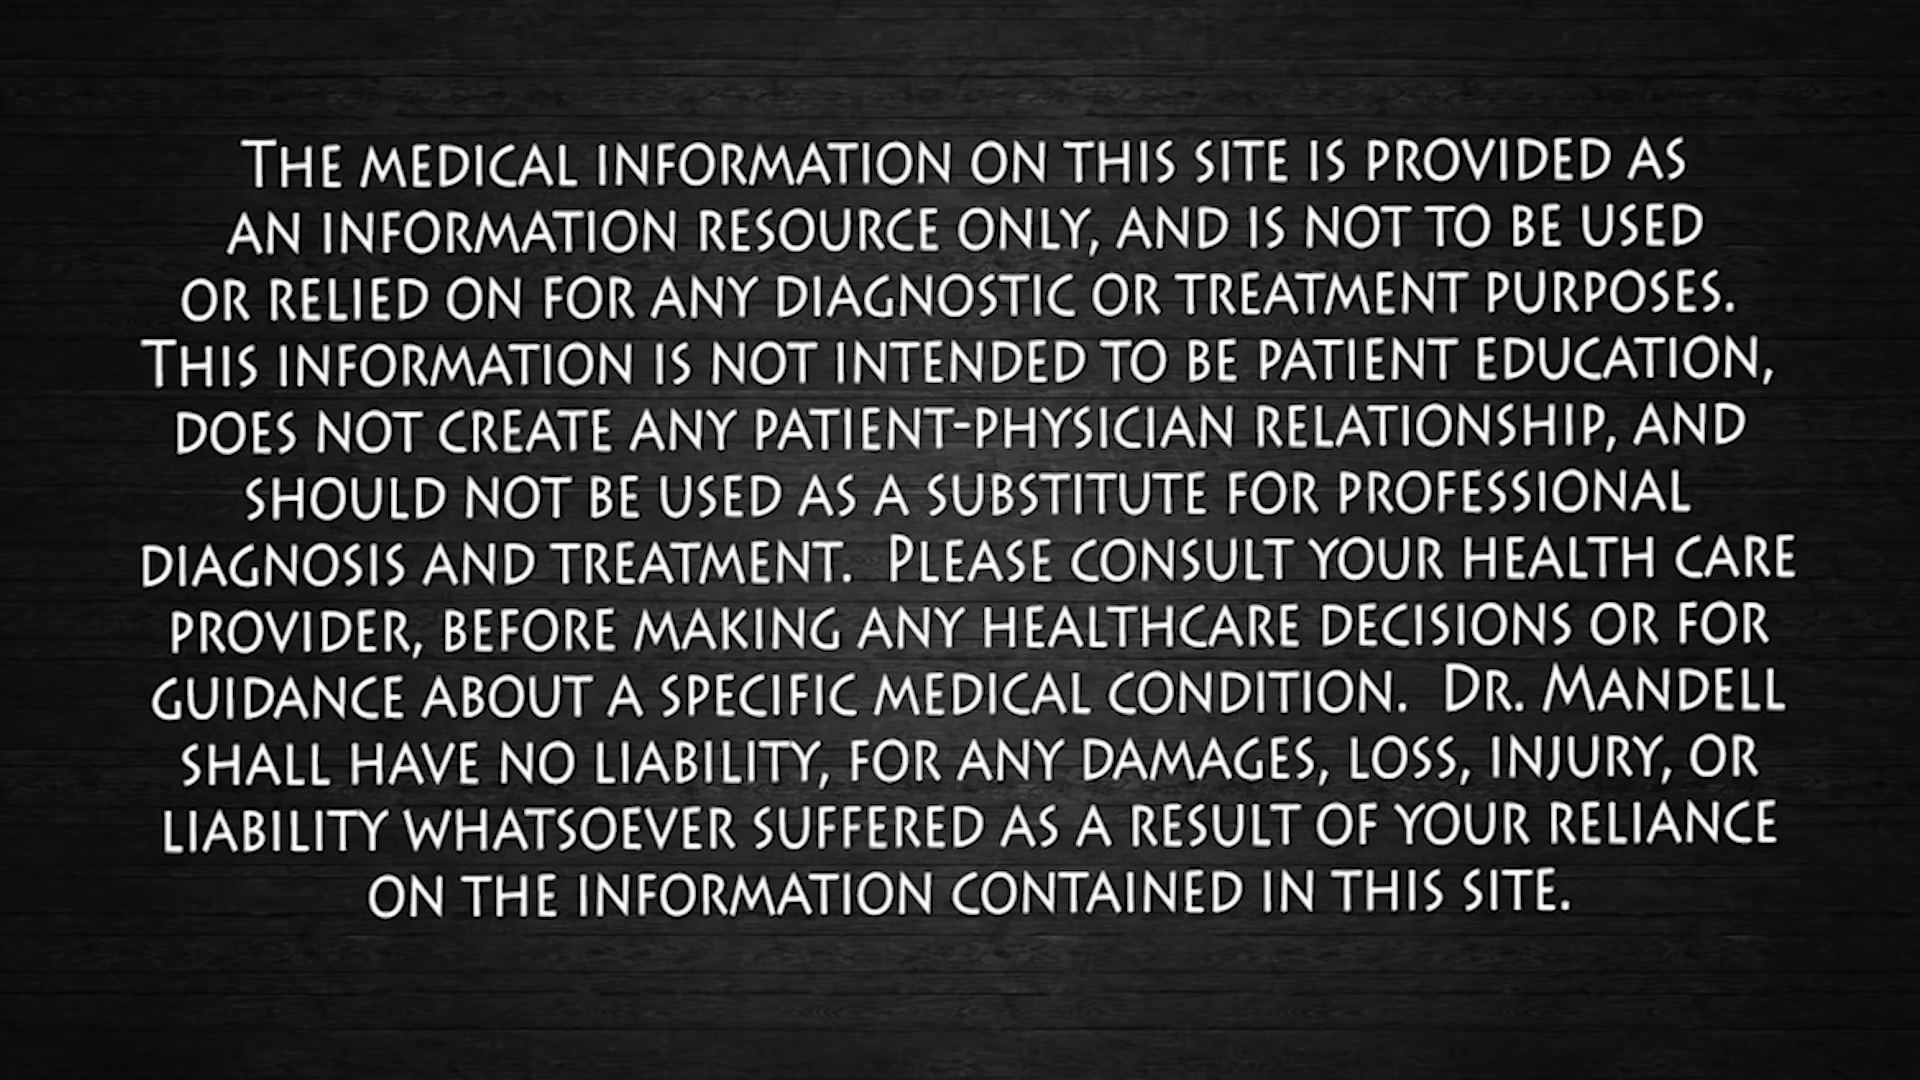 The medical information on this site is provided as
an information resource only, and is not to be used
or relied on for any diagnostic or treatment purposes.
This information is not intended to be patient education,
does not create any patient-physician relationship, and
should not be used as a substitute for professional
diagnosis and treatment. Please consult your health care
provider, before making any healthcare decisions or for
guidance about a specific medical condition. Dr. Mandell
shall have no liability, for any damages, loss, injury, or
liability whatsoever suffered as a result of your reliance
on the information contained in this site.